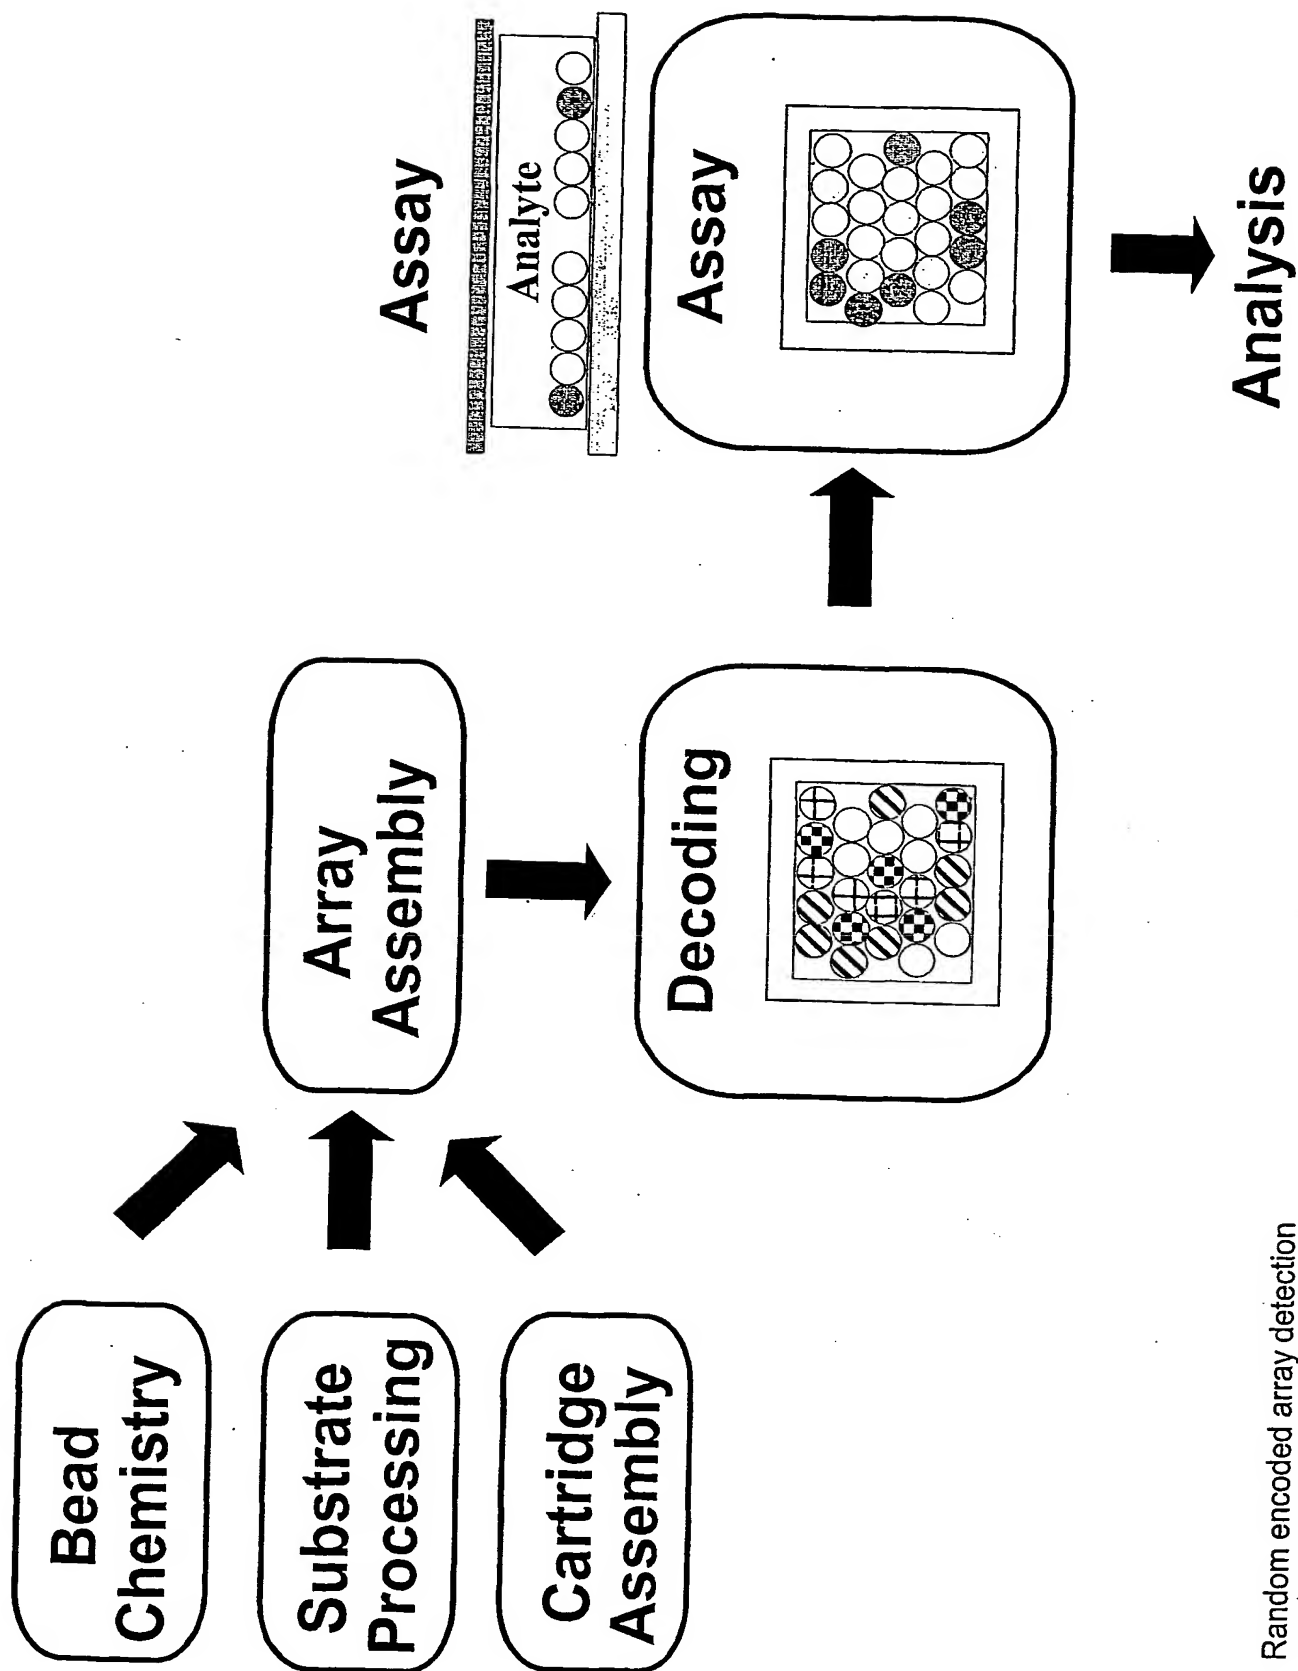 Bead
Chemistry
Substrate
Processing
Cartridge
Assembly
Array
Assembly
Decoding
Assay
Analyte
Assay
Analysis
Random encoded array detection